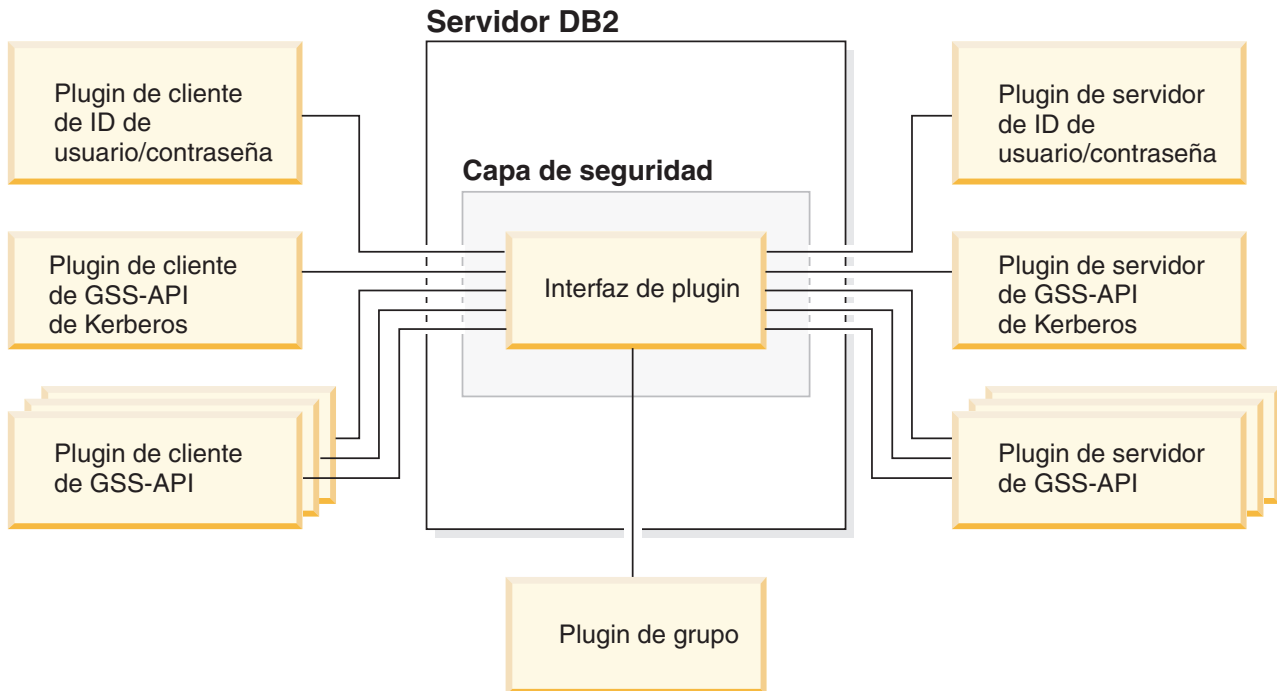 Servidor DB2
Plugin de cliente
de ID de
usuario/contraseña
Plugin de servidor
de ID de
usuario/contraseña
Capa de seguridad
Plugin de cliente
de GSS-API
de Kerberos
Interfaz de plugin
Plugin de servidor
de GSS-API
de Kerberos
Plugin de cliente
de GSS-API
Plugin de servidor
de GSS-API
Plugin de grupo